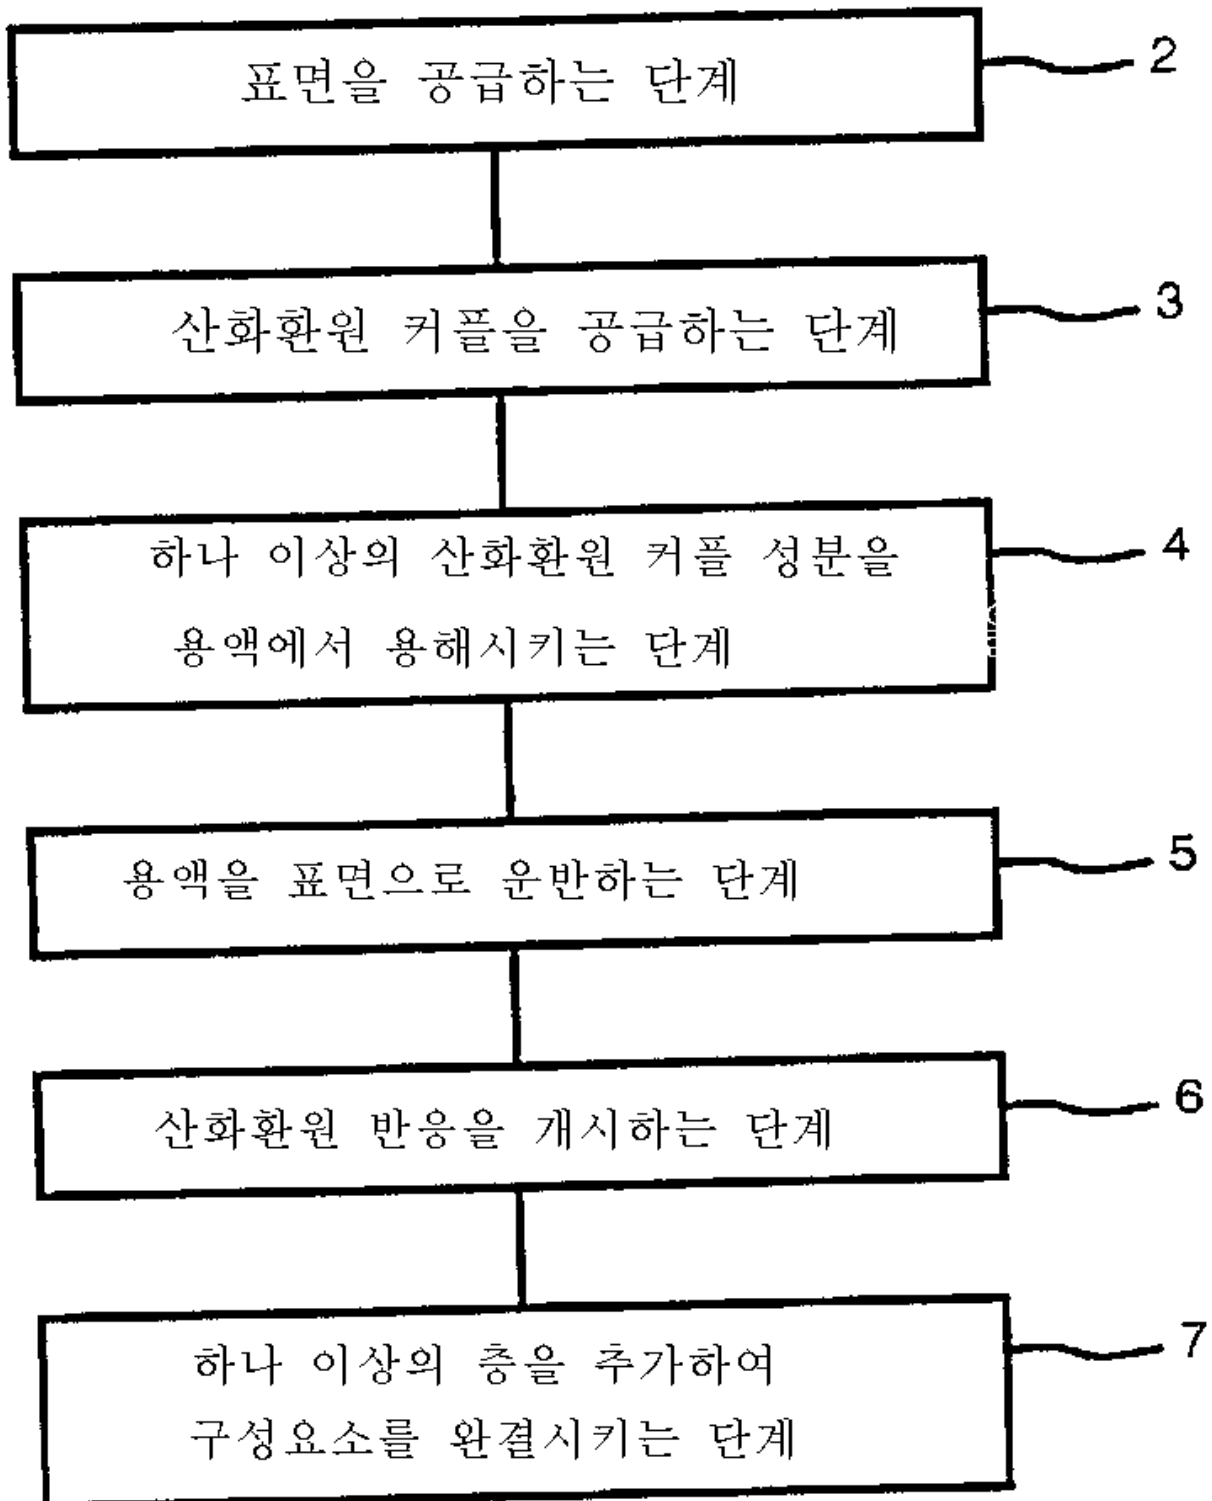 표면을 공급하는 단계
2
산화환원 커플을 공급하는 단계
3
하나 이상의 산화환원 커플 성분을
용액에서 용해시키는 단계
4
용액을 표면으로 운반하는 단계
5
산화환원 반응을 개시하는 단계
6
하나 이상의 층을 추가하여
구성요소를 완결시키는 단계
7